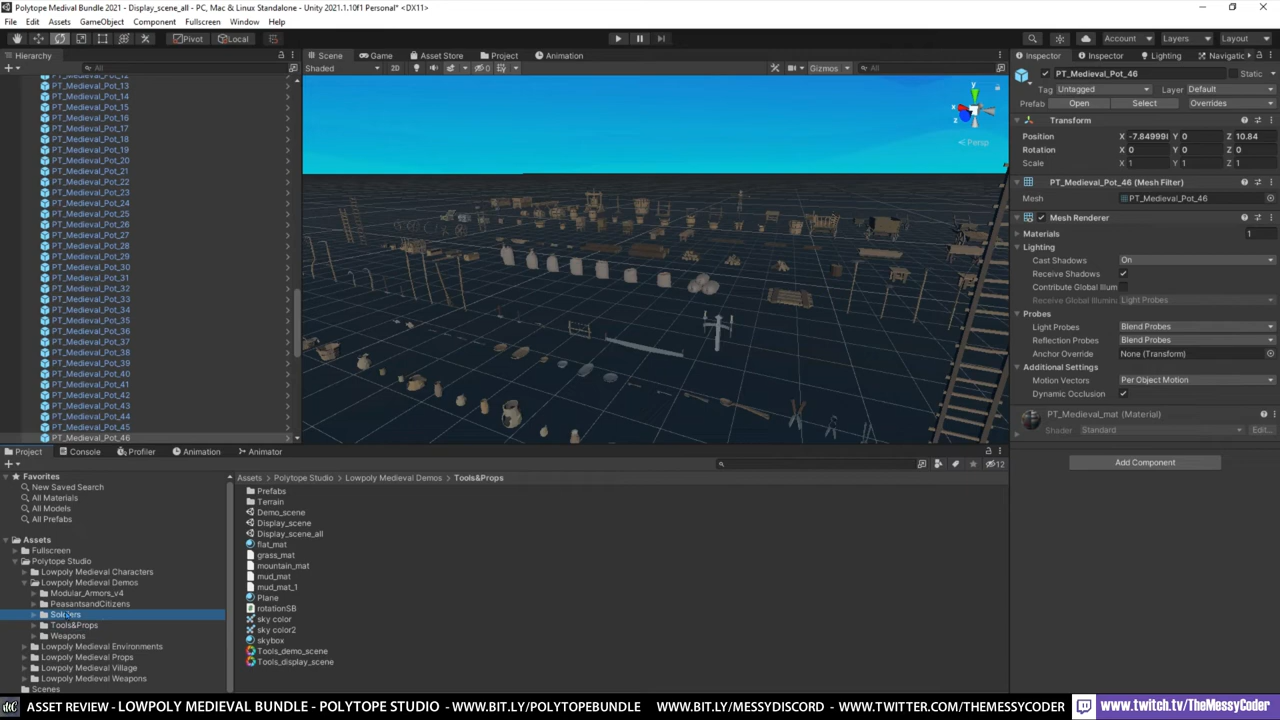 Polytope Medival Bundle 2021 - Display_scene_all - PC, Mac & Linux Standalone - Unity 2021.1.10f1 Personal* <DX11>
File Edit Assets GameObject Component Fullscreen Window Help
Pivot Local Account Layers Layout
Hierarchy Scene Game Asset Store Project Animation Inspector Inspector Lighting Navigatic
All Shaded 2D 0 Gizmos All
PT_Medieval_Pot_12
PT_Medieval_Pot_13
PT_Medieval_Pot_14
PT_Medieval_Pot_15
PT_Medieval_Pot_16
PT_Medieval_Pot_17
PT_Medieval_Pot_18
PT_Medieval_Pot_19
PT_Medieval_Pot_20
PT_Medieval_Pot_21
PT_Medieval_Pot_22
PT_Medieval_Pot_23
PT_Medieval_Pot_24
PT_Medieval_Pot_25
PT_Medieval_Pot_26
PT_Medieval_Pot_27
PT_Medieval_Pot_28
PT_Medieval_Pot_29
PT_Medieval_Pot_30
PT_Medieval_Pot_31
PT_Medieval_Pot_32
PT_Medieval_Pot_33
PT_Medieval_Pot_34
PT_Medieval_Pot_35
PT_Medieval_Pot_36
PT_Medieval_Pot_37
PT_Medieval_Pot_38
PT_Medieval_Pot_39
PT_Medieval_Pot_40
PT_Medieval_Pot_41
PT_Medieval_Pot_42
PT_Medieval_Pot_43
PT_Medieval_Pot_44
PT_Medieval_Pot_45
PT_Medieval_Pot_46
y
x
z
Persp
PT_Medieval_Pot_46 Static
Tag Untagged Layer Default
Prefab Open Select Overrides
Transform
Position X -7.84999 Y 0 Z 10.84
Rotation X 0 Y 0 Z 0
Scale X 1 Y 1 Z 1
PT_Medieval_Pot_46 (Mesh Filter)
Mesh PT_Medieval_Pot_46
Mesh Renderer
Materials 1
Lighting
Cast Shadows On
Receive Shadows
Contribute Global Illum
Receive Global Illumina Light Probes
Probes
Light Probes Blend Probes
Reflection Probes Blend Probes
Anchor Override None (Transform)
Additional Settings
Motion Vectors Per Object Motion
Dynamic Occlusion
PT_Medieval_mat (Material)
Shader Standard Edit...
Add Component
Project Console Profiler Animation Animator
12
Favorites
New Saved Search
All Materials
All Models
All Prefabs
Assets
Fullscreen
Polytope Studio
Lowpoly Medieval Characters
Lowpoly Medieval Demos
Modular_Armors_v4
PeasantsandCitizens
Soldiers
Tools&Props
Weapons
Lowpoly Medieval Environments
Lowpoly Medieval Props
Lowpoly Medieval Village
Lowpoly Medieval Weapons
Scenes
Assets Polytope Studio Lowpoly Medieval Demos Tools&Props
Prefabs
Terrain
Demo_scene
Display_scene
Display_scene_all
flat_mat
grass_mat
mountain_mat
mud_mat
mud_mat_1
Plane
rotationSB
sky color
sky color2
skybox
Tools_demo_scene
Tools_display_scene
ASSET REVIEW - LOWPOLY MEDIEVAL BUNDLE - POLYTOPE STUDIO - WWW.BIT.LY/POLYTOPEBUNDLE WWW.BIT.LY/MESSYDISCORD - WWW.TWITTER.COM/THEMESSYCODER www.twitch.tv/TheMessyCoder